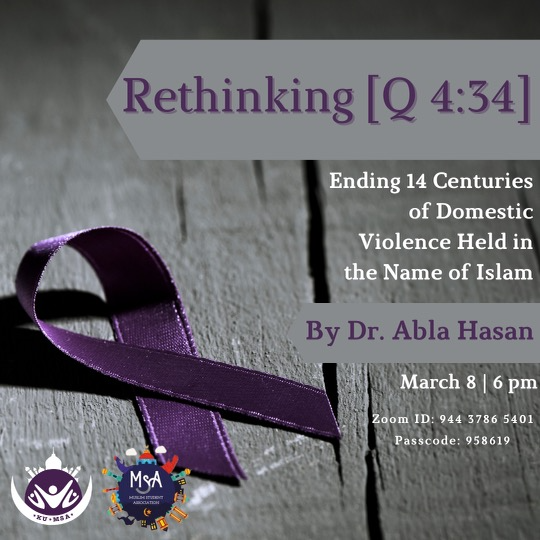 Rethinking [Q 4:34]
Ending 14 Centuries
of Domestic
Violence Held in
the Name of Islam
By Dr. Abla Hasan
March 8 | 6 pm
Zoom ID: 944 3786 5401
Passcode: 958619
• KU • MSA •
MSA
MUSLIM STUDENT
ASSOCIATION